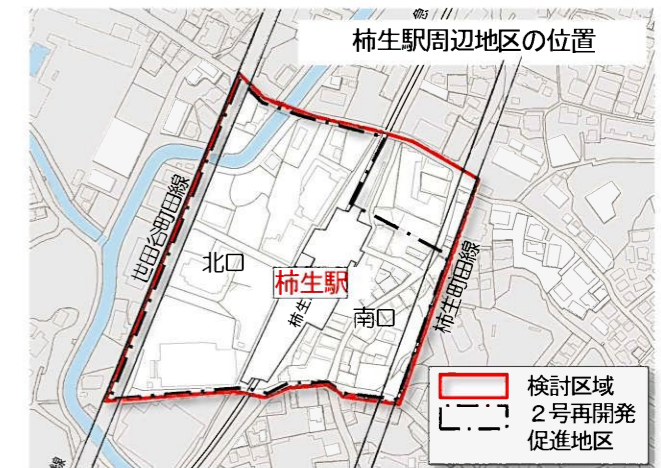 柿生駅周辺地区の位置
世田谷町田線
北口
柿生駅
柿生
南口
柿生町田線
検討区域
２号再開発
促進地区
線